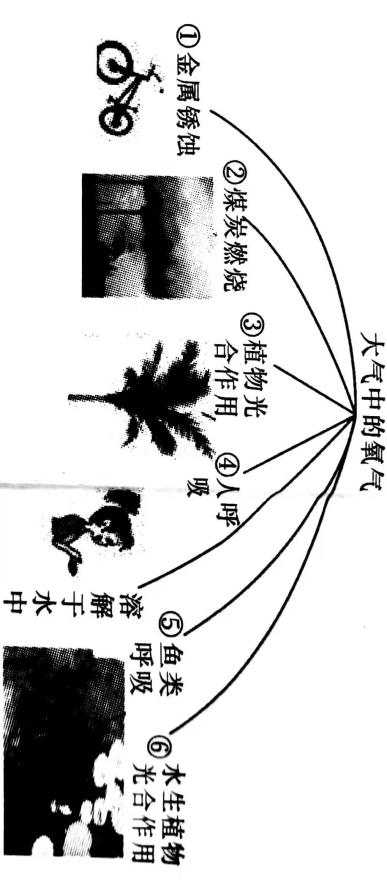 大气中的氧气
①金属锈蚀
②煤炭燃烧
③植物光
合作用
④人呼
吸
溶
解
于
水
中
⑤鱼类
呼吸
⑥水生植物
光合作用